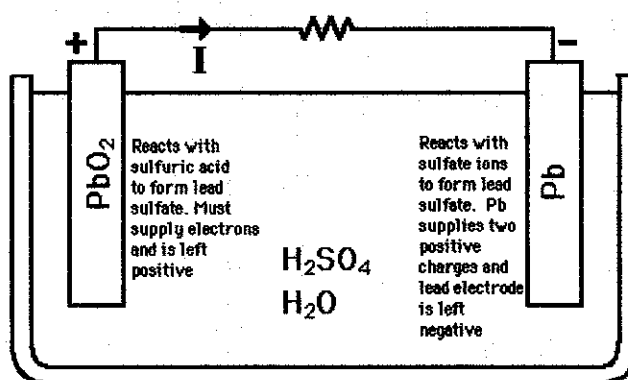 +
I
-
PbO₂
Reacts with
sulfuric acid
to form lead
sulfate. Must
supply electrons
and is left
positive
H₂SO₄
H₂O
Reacts with
sulfate ions
to form lead
sulfate. Pb
supplies two
positive
charges and
lead electrode
is left
negative
Pb